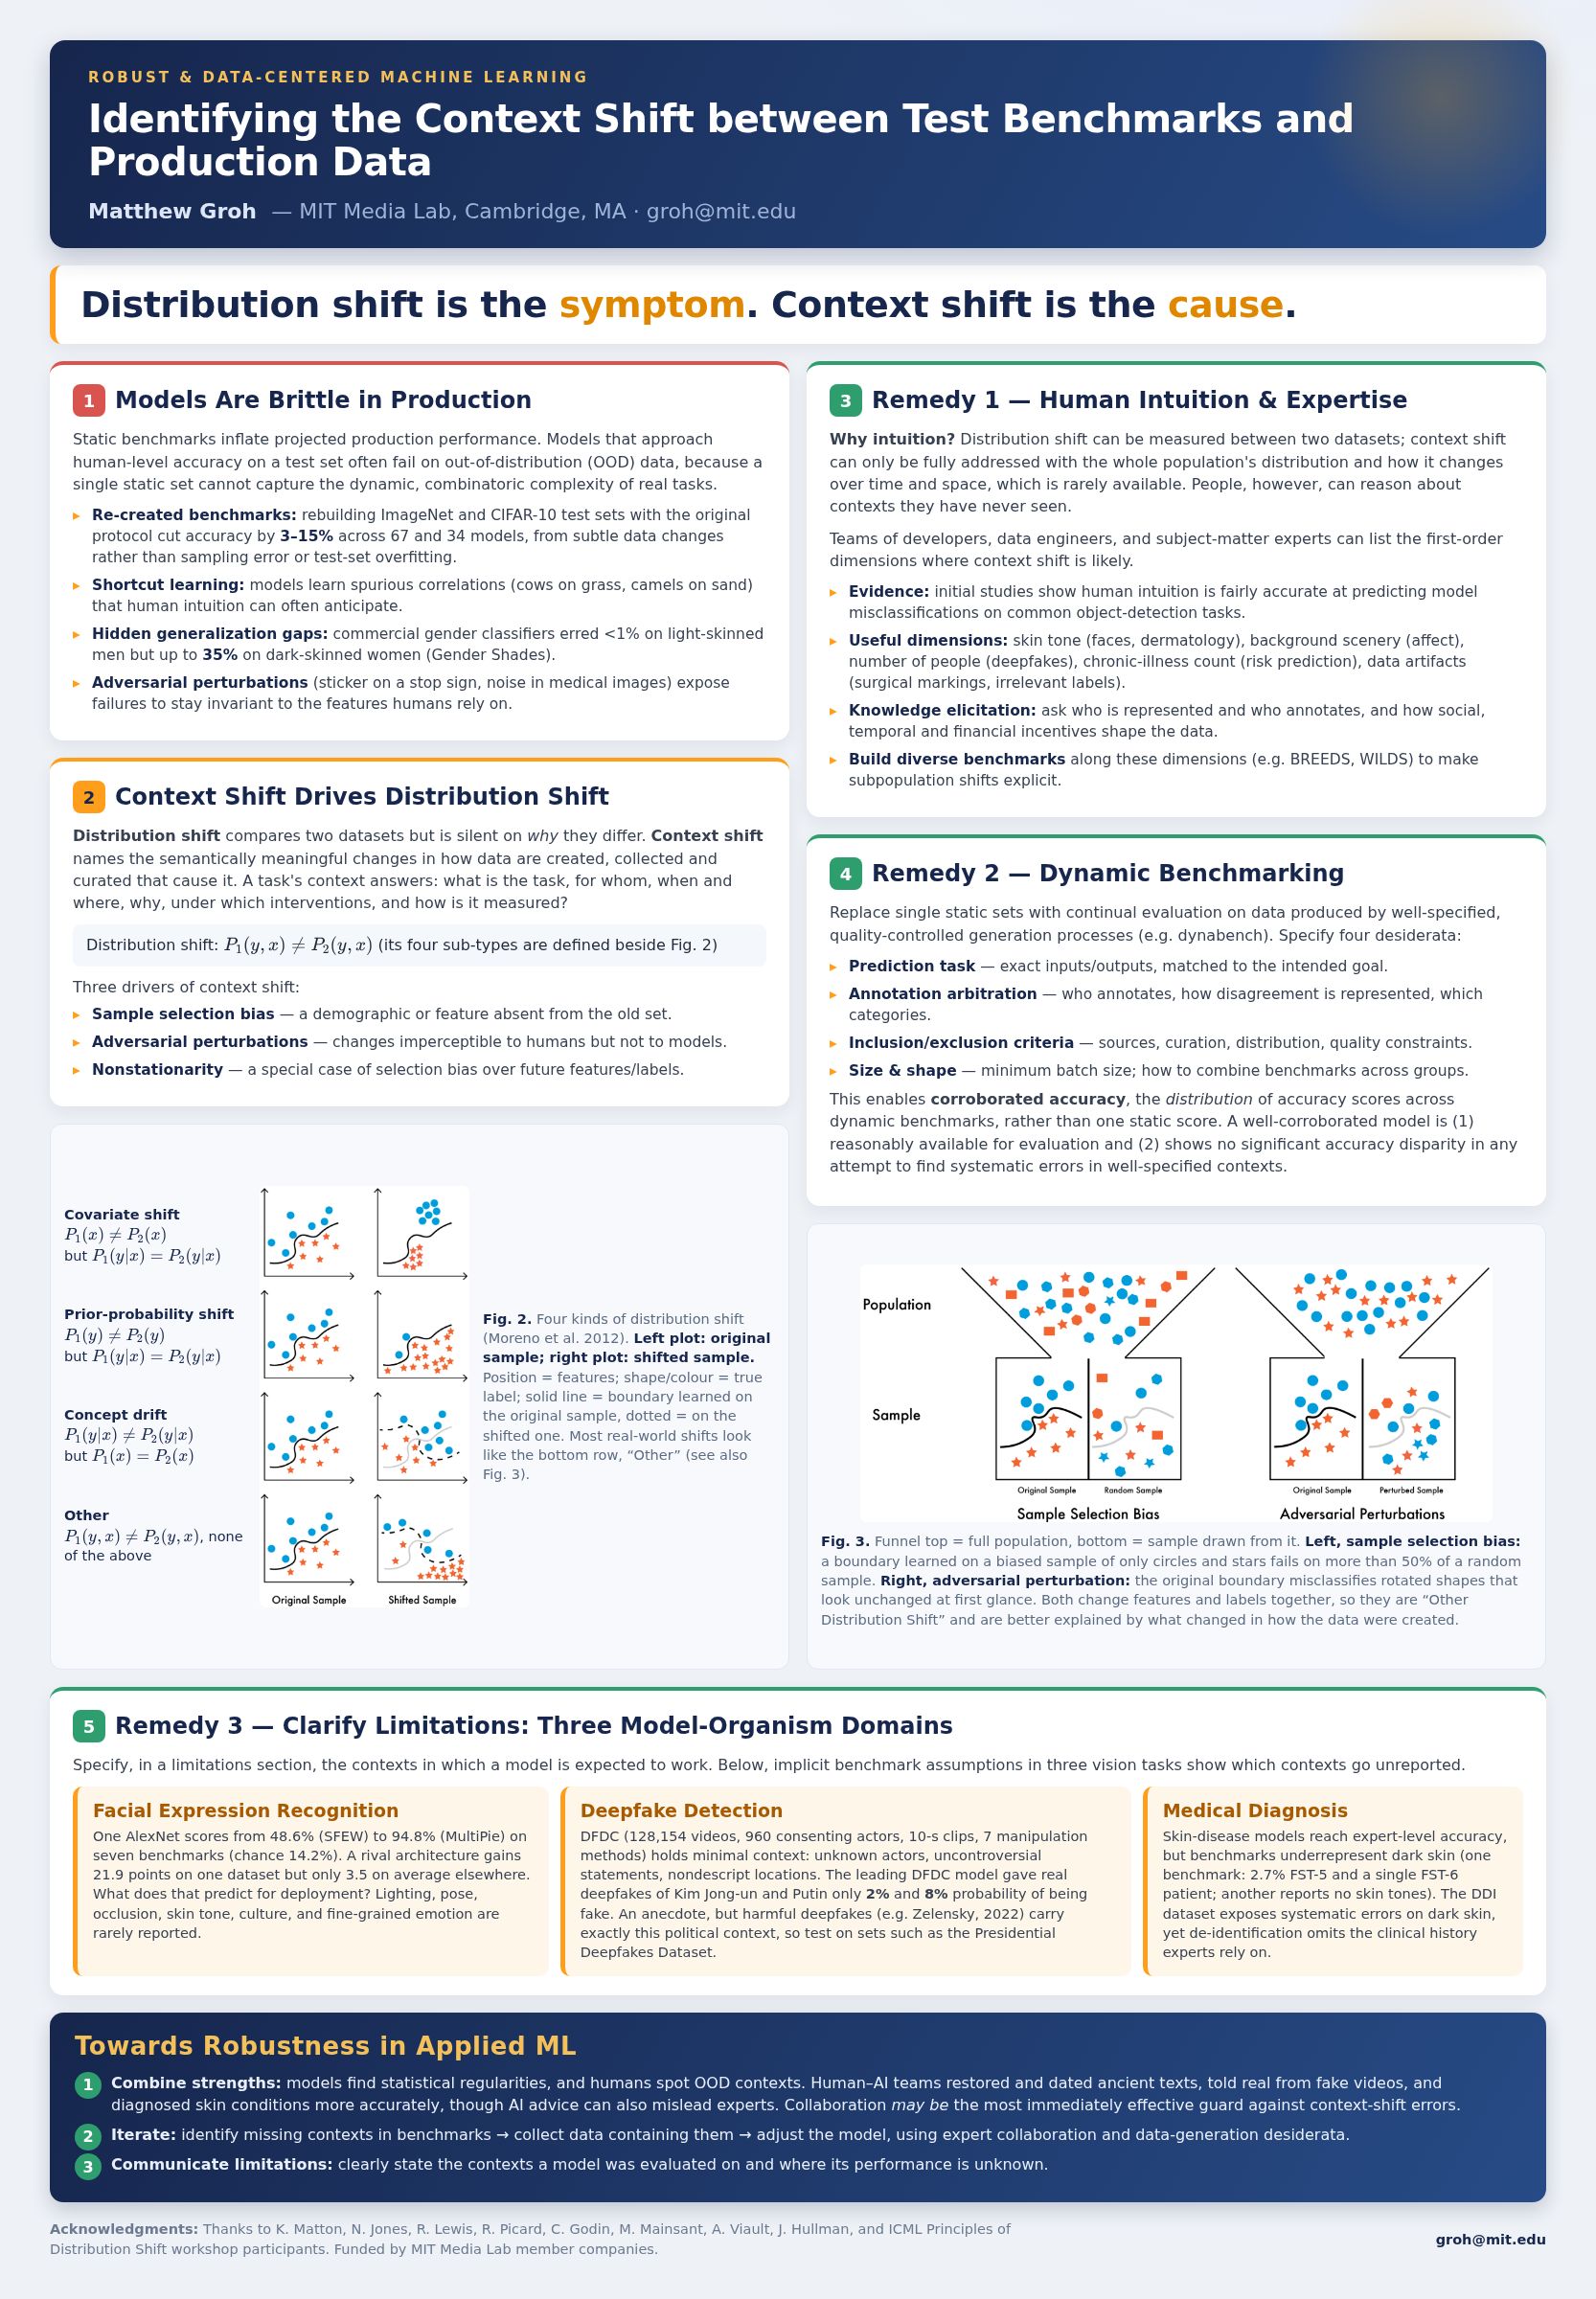 ROBUST & DATA-CENTERED MACHINE LEARNING
Identifying the Context Shift between Test Benchmarks and
Production Data
Matthew Groh — MIT Media Lab, Cambridge, MA · groh@mit.edu
Distribution shift is the symptom. Context shift is the cause.
1 Models Are Brittle in Production
Static benchmarks inflate projected production performance. Models that approach
human-level accuracy on a test set often fail on out-of-distribution (OOD) data, because a
single static set cannot capture the dynamic, combinatoric complexity of real tasks.
▸ Re-created benchmarks: rebuilding ImageNet and CIFAR-10 test sets with the original
protocol cut accuracy by 3–15% across 67 and 34 models, from subtle data changes
rather than sampling error or test-set overfitting.
▸ Shortcut learning: models learn spurious correlations (cows on grass, camels on sand)
that human intuition can often anticipate.
▸ Hidden generalization gaps: commercial gender classifiers erred <1% on light-skinned
men but up to 35% on dark-skinned women (Gender Shades).
▸ Adversarial perturbations (sticker on a stop sign, noise in medical images) expose
failures to stay invariant to the features humans rely on.
2 Context Shift Drives Distribution Shift
Distribution shift compares two datasets but is silent on why they differ. Context shift
names the semantically meaningful changes in how data are created, collected and
curated that cause it. A task's context answers: what is the task, for whom, when and
where, why, under which interventions, and how is it measured?
Distribution shift: P₁(y, x) ≠ P₂(y, x) (its four sub-types are defined beside Fig. 2)
Three drivers of context shift:
▸ Sample selection bias — a demographic or feature absent from the old set.
▸ Adversarial perturbations — changes imperceptible to humans but not to models.
▸ Nonstationarity — a special case of selection bias over future features/labels.
Covariate shift
P₁(x) ≠ P₂(x)
but P₁(y|x) = P₂(y|x)
Prior-probability shift
P₁(y) ≠ P₂(y)
but P₁(y|x) = P₂(y|x)
Concept drift
P₁(y|x) ≠ P₂(y|x)
but P₁(x) = P₂(x)
Other
P₁(y, x) ≠ P₂(y, x), none
of the above
Original Sample
Shifted Sample
Fig. 2. Four kinds of distribution shift
(Moreno et al. 2012). Left plot: original
sample; right plot: shifted sample.
Position = features; shape/colour = true
label; solid line = boundary learned on
the original sample, dotted = on the
shifted one. Most real-world shifts look
like the bottom row, “Other” (see also
Fig. 3).
3 Remedy 1 — Human Intuition & Expertise
Why intuition? Distribution shift can be measured between two datasets; context shift
can only be fully addressed with the whole population's distribution and how it changes
over time and space, which is rarely available. People, however, can reason about
contexts they have never seen.
Teams of developers, data engineers, and subject-matter experts can list the first-order
dimensions where context shift is likely.
▸ Evidence: initial studies show human intuition is fairly accurate at predicting model
misclassifications on common object-detection tasks.
▸ Useful dimensions: skin tone (faces, dermatology), background scenery (affect),
number of people (deepfakes), chronic-illness count (risk prediction), data artifacts
(surgical markings, irrelevant labels).
▸ Knowledge elicitation: ask who is represented and who annotates, and how social,
temporal and financial incentives shape the data.
▸ Build diverse benchmarks along these dimensions (e.g. BREEDS, WILDS) to make
subpopulation shifts explicit.
4 Remedy 2 — Dynamic Benchmarking
Replace single static sets with continual evaluation on data produced by well-specified,
quality-controlled generation processes (e.g. dynabench). Specify four desiderata:
▸ Prediction task — exact inputs/outputs, matched to the intended goal.
▸ Annotation arbitration — who annotates, how disagreement is represented, which
categories.
▸ Inclusion/exclusion criteria — sources, curation, distribution, quality constraints.
▸ Size & shape — minimum batch size; how to combine benchmarks across groups.
This enables corroborated accuracy, the distribution of accuracy scores across
dynamic benchmarks, rather than one static score. A well-corroborated model is (1)
reasonably available for evaluation and (2) shows no significant accuracy disparity in any
attempt to find systematic errors in well-specified contexts.
Population
Sample
Original Sample
Random Sample
Original Sample
Perturbed Sample
Sample Selection Bias
Adversarial Perturbations
Fig. 3. Funnel top = full population, bottom = sample drawn from it. Left, sample selection bias:
a boundary learned on a biased sample of only circles and stars fails on more than 50% of a random
sample. Right, adversarial perturbation: the original boundary misclassifies rotated shapes that
look unchanged at first glance. Both change features and labels together, so they are “Other
Distribution Shift” and are better explained by what changed in how the data were created.
5 Remedy 3 — Clarify Limitations: Three Model-Organism Domains
Specify, in a limitations section, the contexts in which a model is expected to work. Below, implicit benchmark assumptions in three vision tasks show which contexts go unreported.
Facial Expression Recognition
One AlexNet scores from 48.6% (SFEW) to 94.8% (MultiPie) on
seven benchmarks (chance 14.2%). A rival architecture gains
21.9 points on one dataset but only 3.5 on average elsewhere.
What does that predict for deployment? Lighting, pose,
occlusion, skin tone, culture, and fine-grained emotion are
rarely reported.
Deepfake Detection
DFDC (128,154 videos, 960 consenting actors, 10-s clips, 7 manipulation
methods) holds minimal context: unknown actors, uncontroversial
statements, nondescript locations. The leading DFDC model gave real
deepfakes of Kim Jong-un and Putin only 2% and 8% probability of being
fake. An anecdote, but harmful deepfakes (e.g. Zelensky, 2022) carry
exactly this political context, so test on sets such as the Presidential
Deepfakes Dataset.
Medical Diagnosis
Skin-disease models reach expert-level accuracy,
but benchmarks underrepresent dark skin (one
benchmark: 2.7% FST-5 and a single FST-6
patient; another reports no skin tones). The DDI
dataset exposes systematic errors on dark skin,
yet de-identification omits the clinical history
experts rely on.
Towards Robustness in Applied ML
1 Combine strengths: models find statistical regularities, and humans spot OOD contexts. Human–AI teams restored and dated ancient texts, told real from fake videos, and
diagnosed skin conditions more accurately, though AI advice can also mislead experts. Collaboration may be the most immediately effective guard against context-shift errors.
2 Iterate: identify missing contexts in benchmarks → collect data containing them → adjust the model, using expert collaboration and data-generation desiderata.
3 Communicate limitations: clearly state the contexts a model was evaluated on and where its performance is unknown.
Acknowledgments: Thanks to K. Matton, N. Jones, R. Lewis, R. Picard, C. Godin, M. Mainsant, A. Viault, J. Hullman, and ICML Principles of
Distribution Shift workshop participants. Funded by MIT Media Lab member companies.
groh@mit.edu